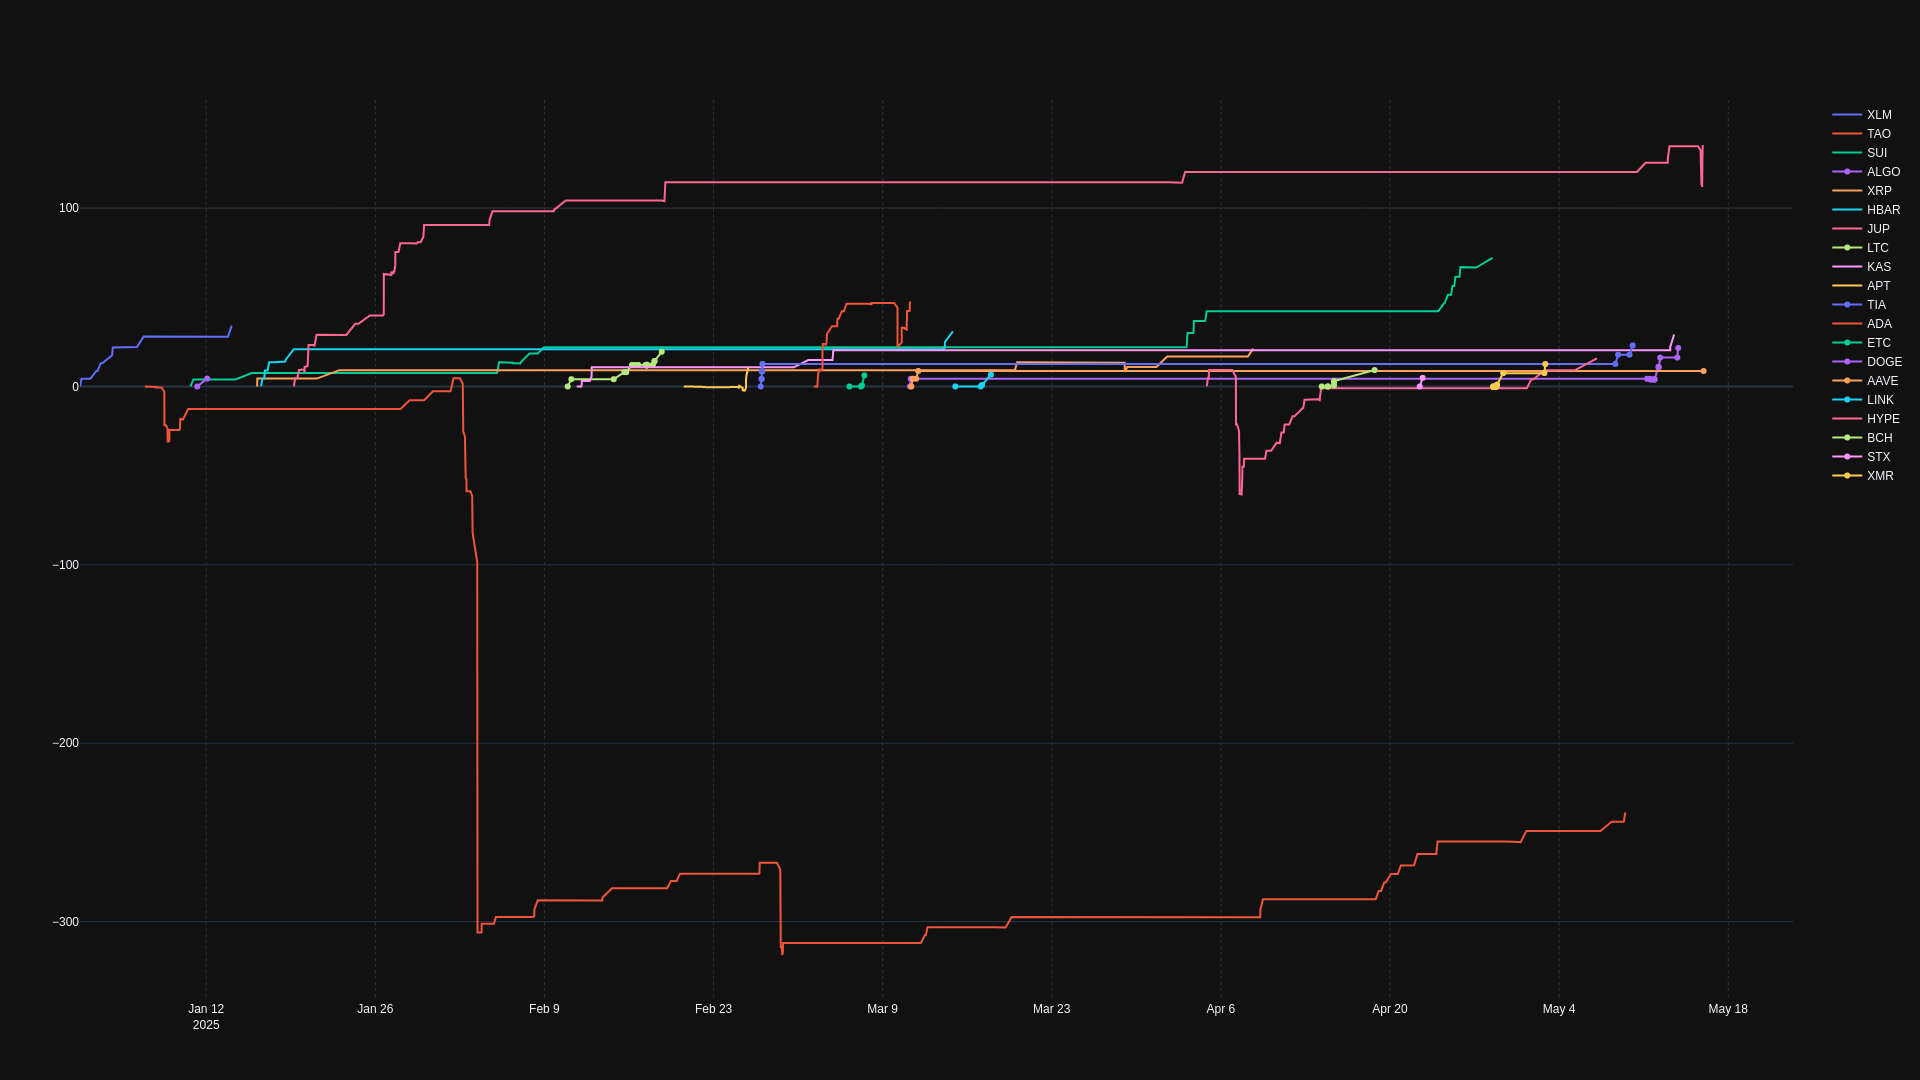 100
0
−100
−200
−300
Jan 12
2025
Jan 26
Feb 9
Feb 23
Mar 9
Mar 23
Apr 6
Apr 20
May 4
May 18
XLM
TAO
SUI
ALGO
XRP
HBAR
JUP
LTC
KAS
APT
TIA
ADA
ETC
DOGE
AAVE
LINK
HYPE
BCH
STX
XMR